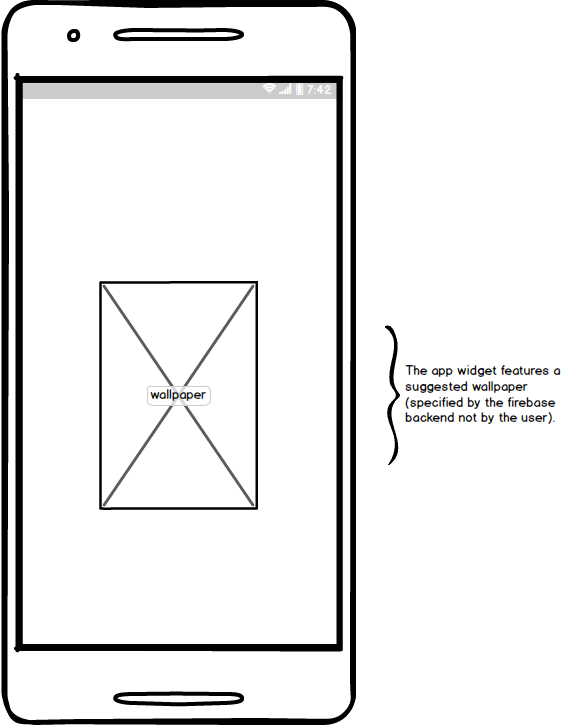 7:42
wallpaper
The app widget features a
suggested wallpaper
(specified by the firebase
backend not by the user).